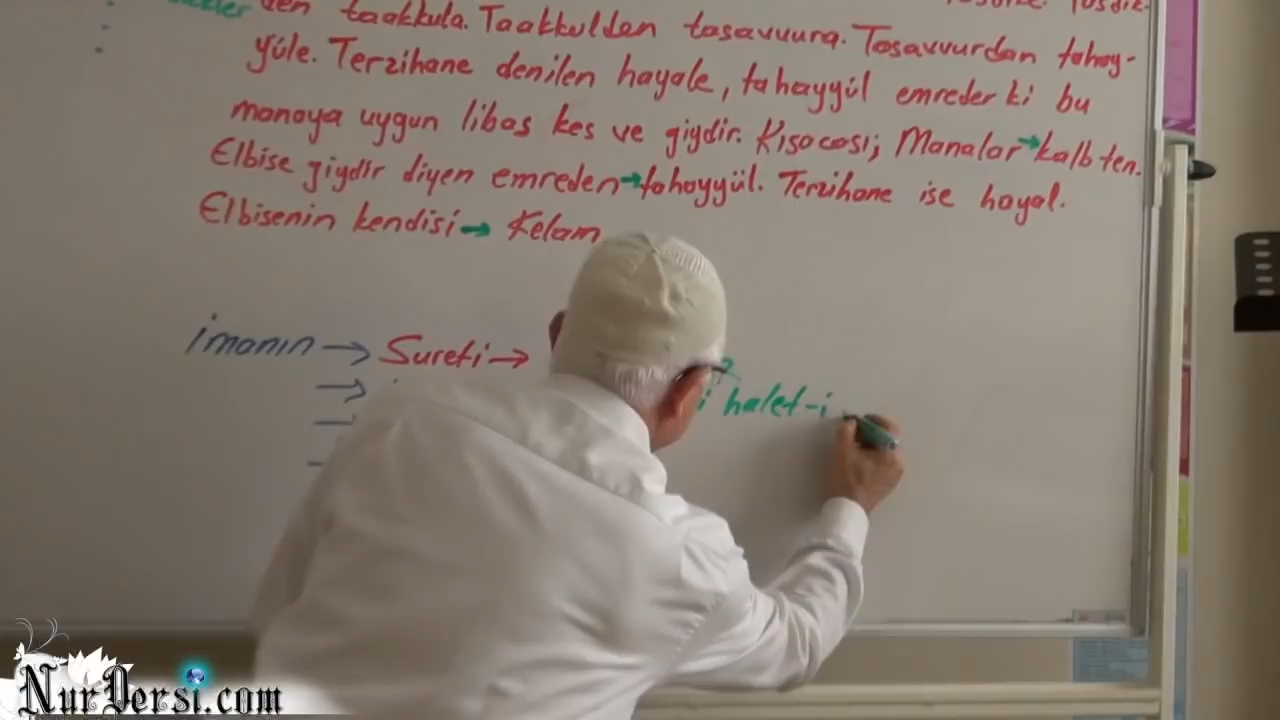 den taakkula. Taakkulden tasavvura. Tasavvurdan tahay-
yüle. Terzihane denilen hayale, tahayyül emreder ki bu
manaya uygun libas kes ve giydir. Kısacası; Manalar→kalbten.
Elbise giydir diyen emreden→tahayyül. Terzihane ise hayal.
Elbisenin kendisi→ Kelam
imanın → Sureti →
halet-i
NurDersi.com